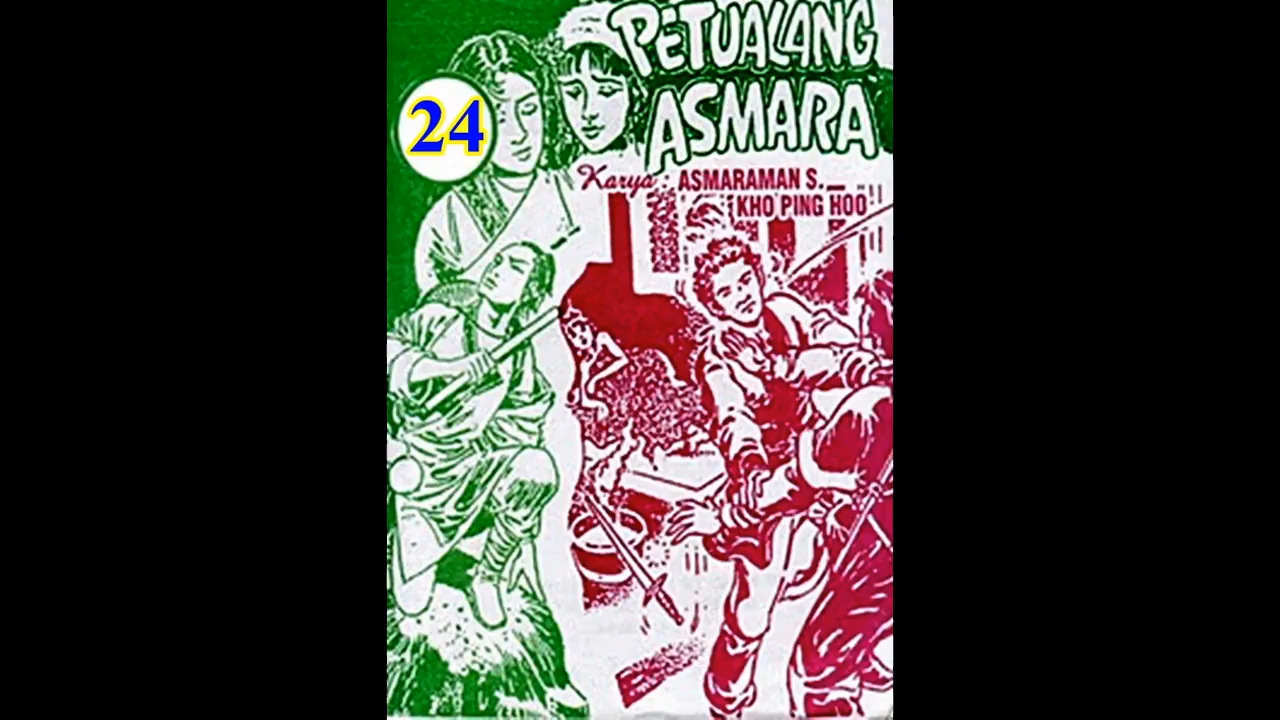 PETUALANG
ASMARA
24
Karya : ASMARAMAN S.
KHO PING HOO